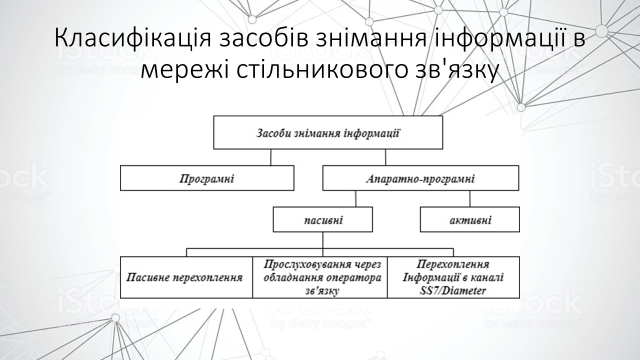 Класифікація засобів знімання інформації в
мережі стільникового зв'язку
Засоби знімання інформації
Програмні
Апаратно-програмні
пасивні
активні
Пасивне перехоплення
Прослуховування через
обладнання оператора
зв'язку
Перехоплення
Інформації в каналі
SS7/Diameter